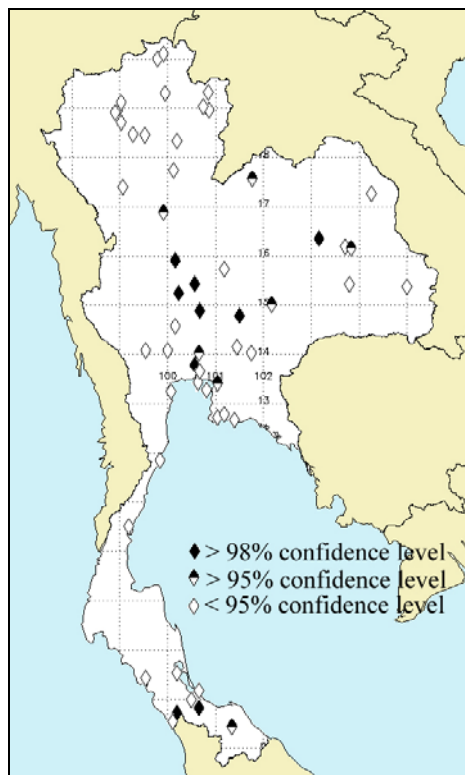 18
17
16
15
14
100 101 102
13
> 98% confidence level
> 95% confidence level
< 95% confidence level